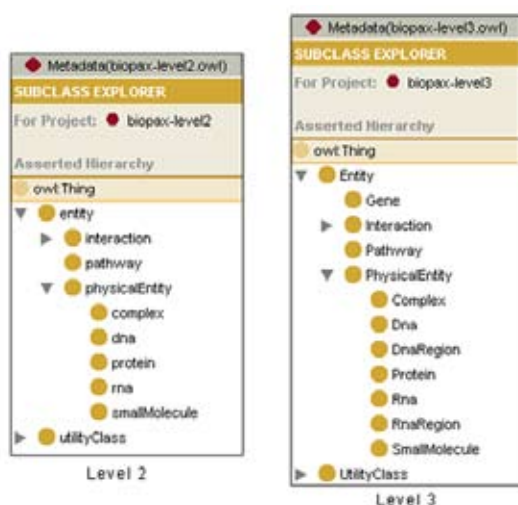 Metadata(biopax-level2.owl)
SUBCLASS EXPLORER
For Project: biopax-level2
Asserted Hierarchy
owl:Thing
entity
interaction
pathway
physicalEntity
complex
dna
protein
rna
smallMolecule
utilityClass
Level 2
Metadata(biopax-level3.owl)
SUBCLASS EXPLORER
For Project: biopax-level3
Asserted Hierarchy
owl:Thing
Entity
Gene
Interaction
Pathway
PhysicalEntity
Complex
Dna
DnaRegion
Protein
Rna
RnaRegion
SmallMolecule
UtilityClass
Level 3